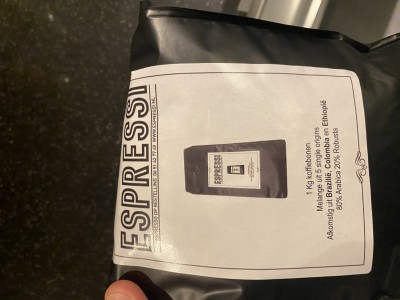 ESPRESSI
1 Kg koffiebonen
Melange uit 5 single origins
Afkomstig uit Brazilië, Colombia en Ethiopië
80% Arabica 20% Robusta
ESPRESSI